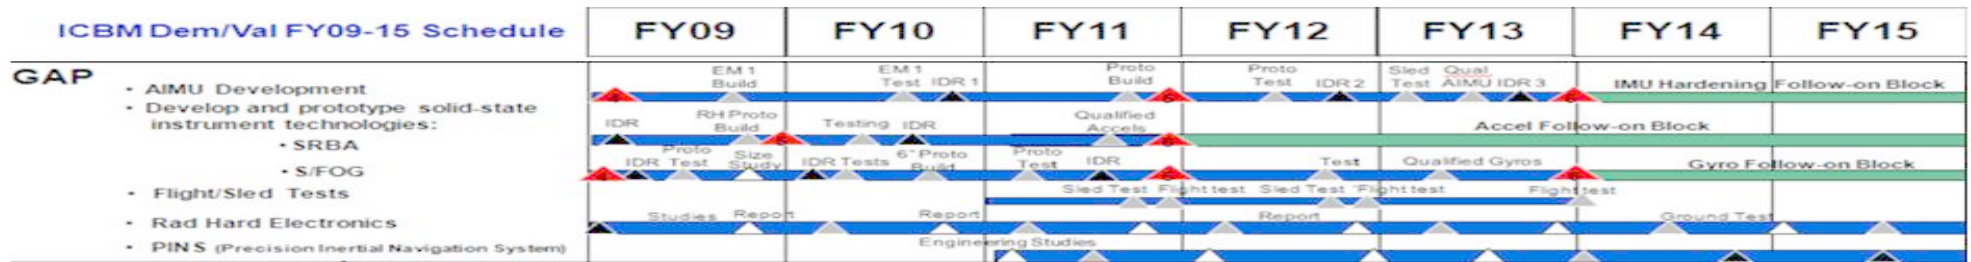 ICBM Dem/Val FY09-15 Schedule FY09 FY10 FY11 FY12 FY13 FY14 FY15
GAP
• AIMU Development
EM 1 Build EM 1 Test IDR 1 Proto Build Proto Test IDR 2 Sled Test Qual AIMU IDR 3 IMU Hardening Follow-on Block
• Develop and prototype solid-state
instrument technologies:
• SRBA
IDR RH Proto Build Testing IDR Qualified Accels Accel Follow-on Block
• S/FOG
IDR Proto Test Size Study IDR Tests 6" Proto Build Proto Test IDR Test Qualified Gyros Gyro Follow-on Block
• Flight/Sled Tests
Sled Test Flight test Sled Test Flight test Flight test
• Rad Hard Electronics
Studies Report Report Report Ground Test
• PINS (Precision Inertial Navigation System)
Engineering Studies